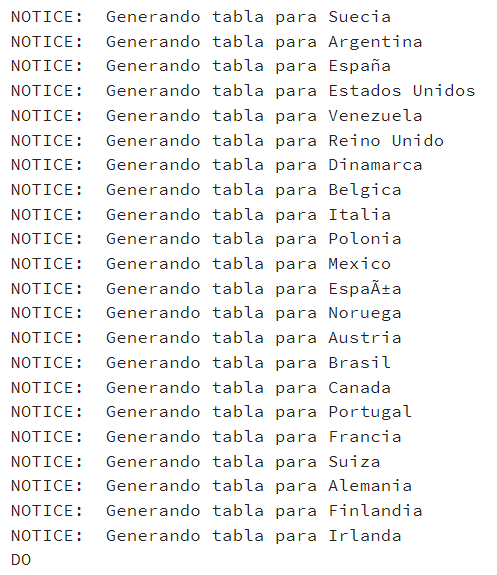 NOTICE:  Generando tabla para Suecia
NOTICE:  Generando tabla para Argentina
NOTICE:  Generando tabla para España
NOTICE:  Generando tabla para Estados Unidos
NOTICE:  Generando tabla para Venezuela
NOTICE:  Generando tabla para Reino Unido
NOTICE:  Generando tabla para Dinamarca
NOTICE:  Generando tabla para Belgica
NOTICE:  Generando tabla para Italia
NOTICE:  Generando tabla para Polonia
NOTICE:  Generando tabla para Mexico
NOTICE:  Generando tabla para EspaÃ±a
NOTICE:  Generando tabla para Noruega
NOTICE:  Generando tabla para Austria
NOTICE:  Generando tabla para Brasil
NOTICE:  Generando tabla para Canada
NOTICE:  Generando tabla para Portugal
NOTICE:  Generando tabla para Francia
NOTICE:  Generando tabla para Suiza
NOTICE:  Generando tabla para Alemania
NOTICE:  Generando tabla para Finlandia
NOTICE:  Generando tabla para Irlanda
DO